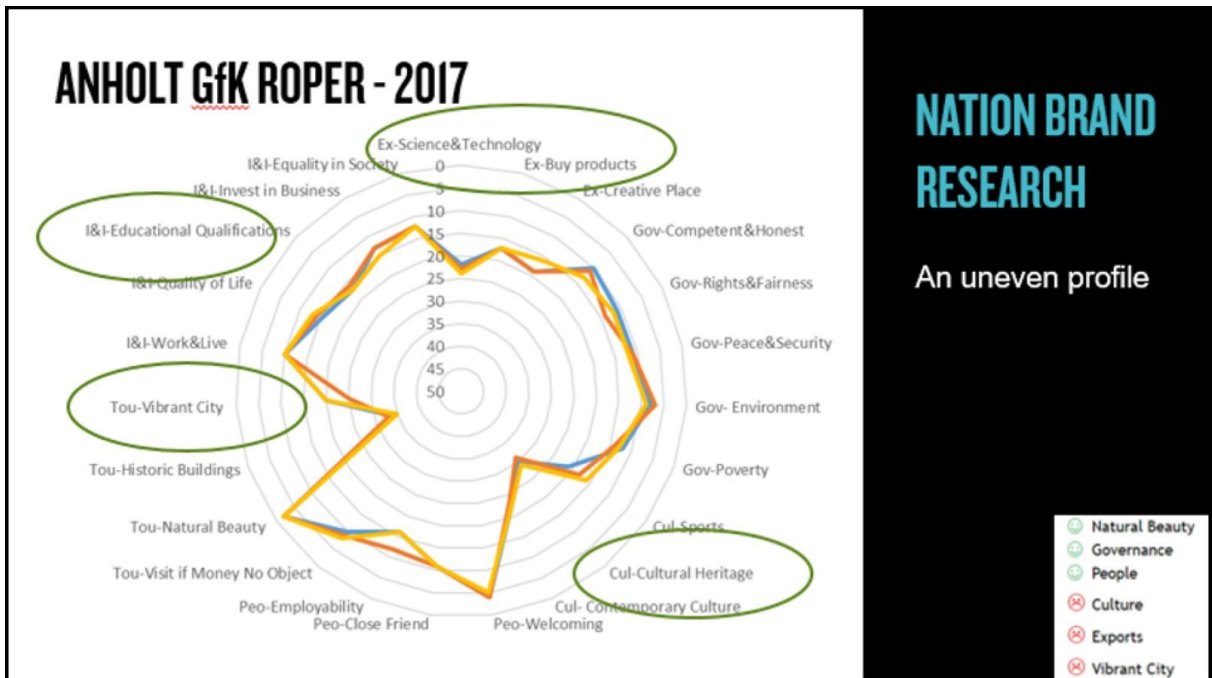 ANHOLT GfK ROPER - 2017
Ex-Science&Technology
Ex-Buy products
Ex-Creative Place
Gov-Competent&Honest
Gov-Rights&Fairness
Gov-Peace&Security
Gov- Environment
Gov-Poverty
Cul-Sports
Cul-Cultural Heritage
Cul- Contemporary Culture
Peo-Welcoming
Peo-Close Friend
Peo-Employability
Tou-Visit if Money No Object
Tou-Natural Beauty
Tou-Historic Buildings
Tou-Vibrant City
I&I-Work&Live
I&I-Quality of Life
I&I-Educational Qualifications
I&I-Invest in Business
I&I-Equality in Society
0
5
10
15
20
25
30
35
40
45
50
NATION BRAND
RESEARCH
An uneven profile
Natural Beauty
Governance
People
Culture
Exports
Vibrant City